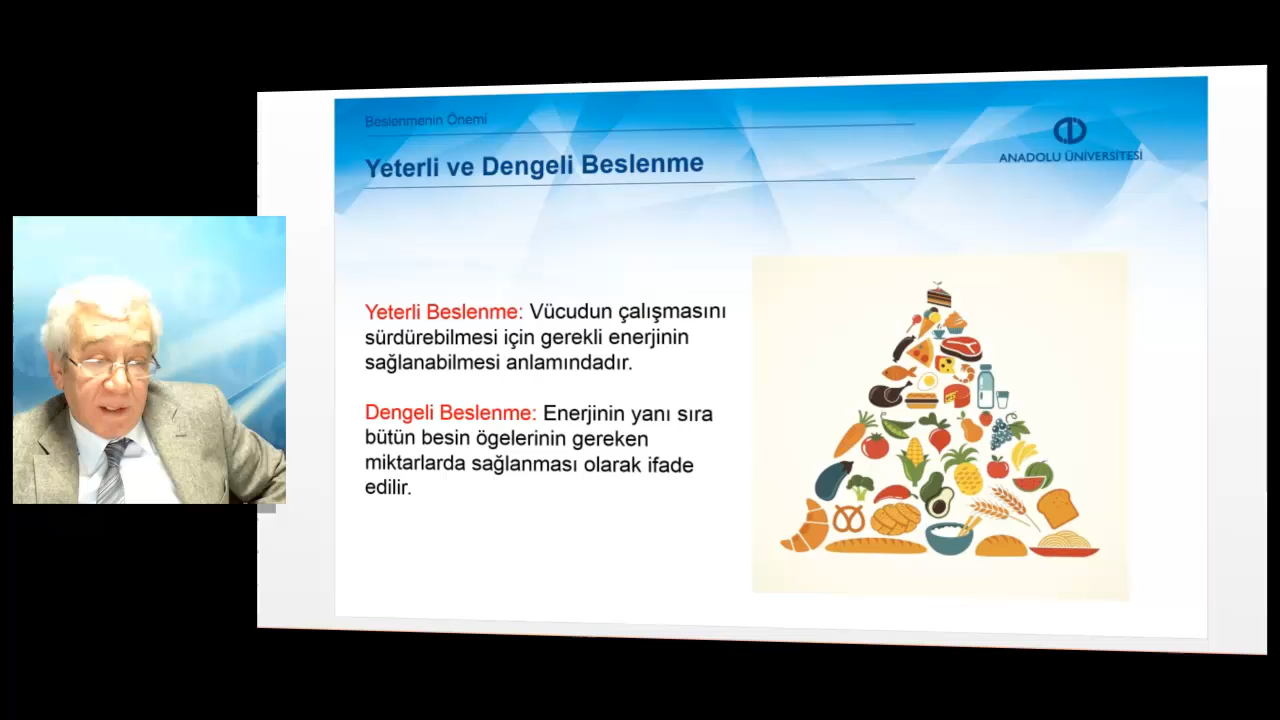 Beslenmenin Önemi
Yeterli ve Dengeli Beslenme
ANADOLU ÜNİVERSİTESİ
Yeterli Beslenme: Vücudun çalışmasını
sürdürebilmesi için gerekli enerjinin
sağlanabilmesi anlamındadır.
Dengeli Beslenme: Enerjinin yanı sıra
bütün besin ögelerinin gereken
miktarlarda sağlanması olarak ifade
edilir.